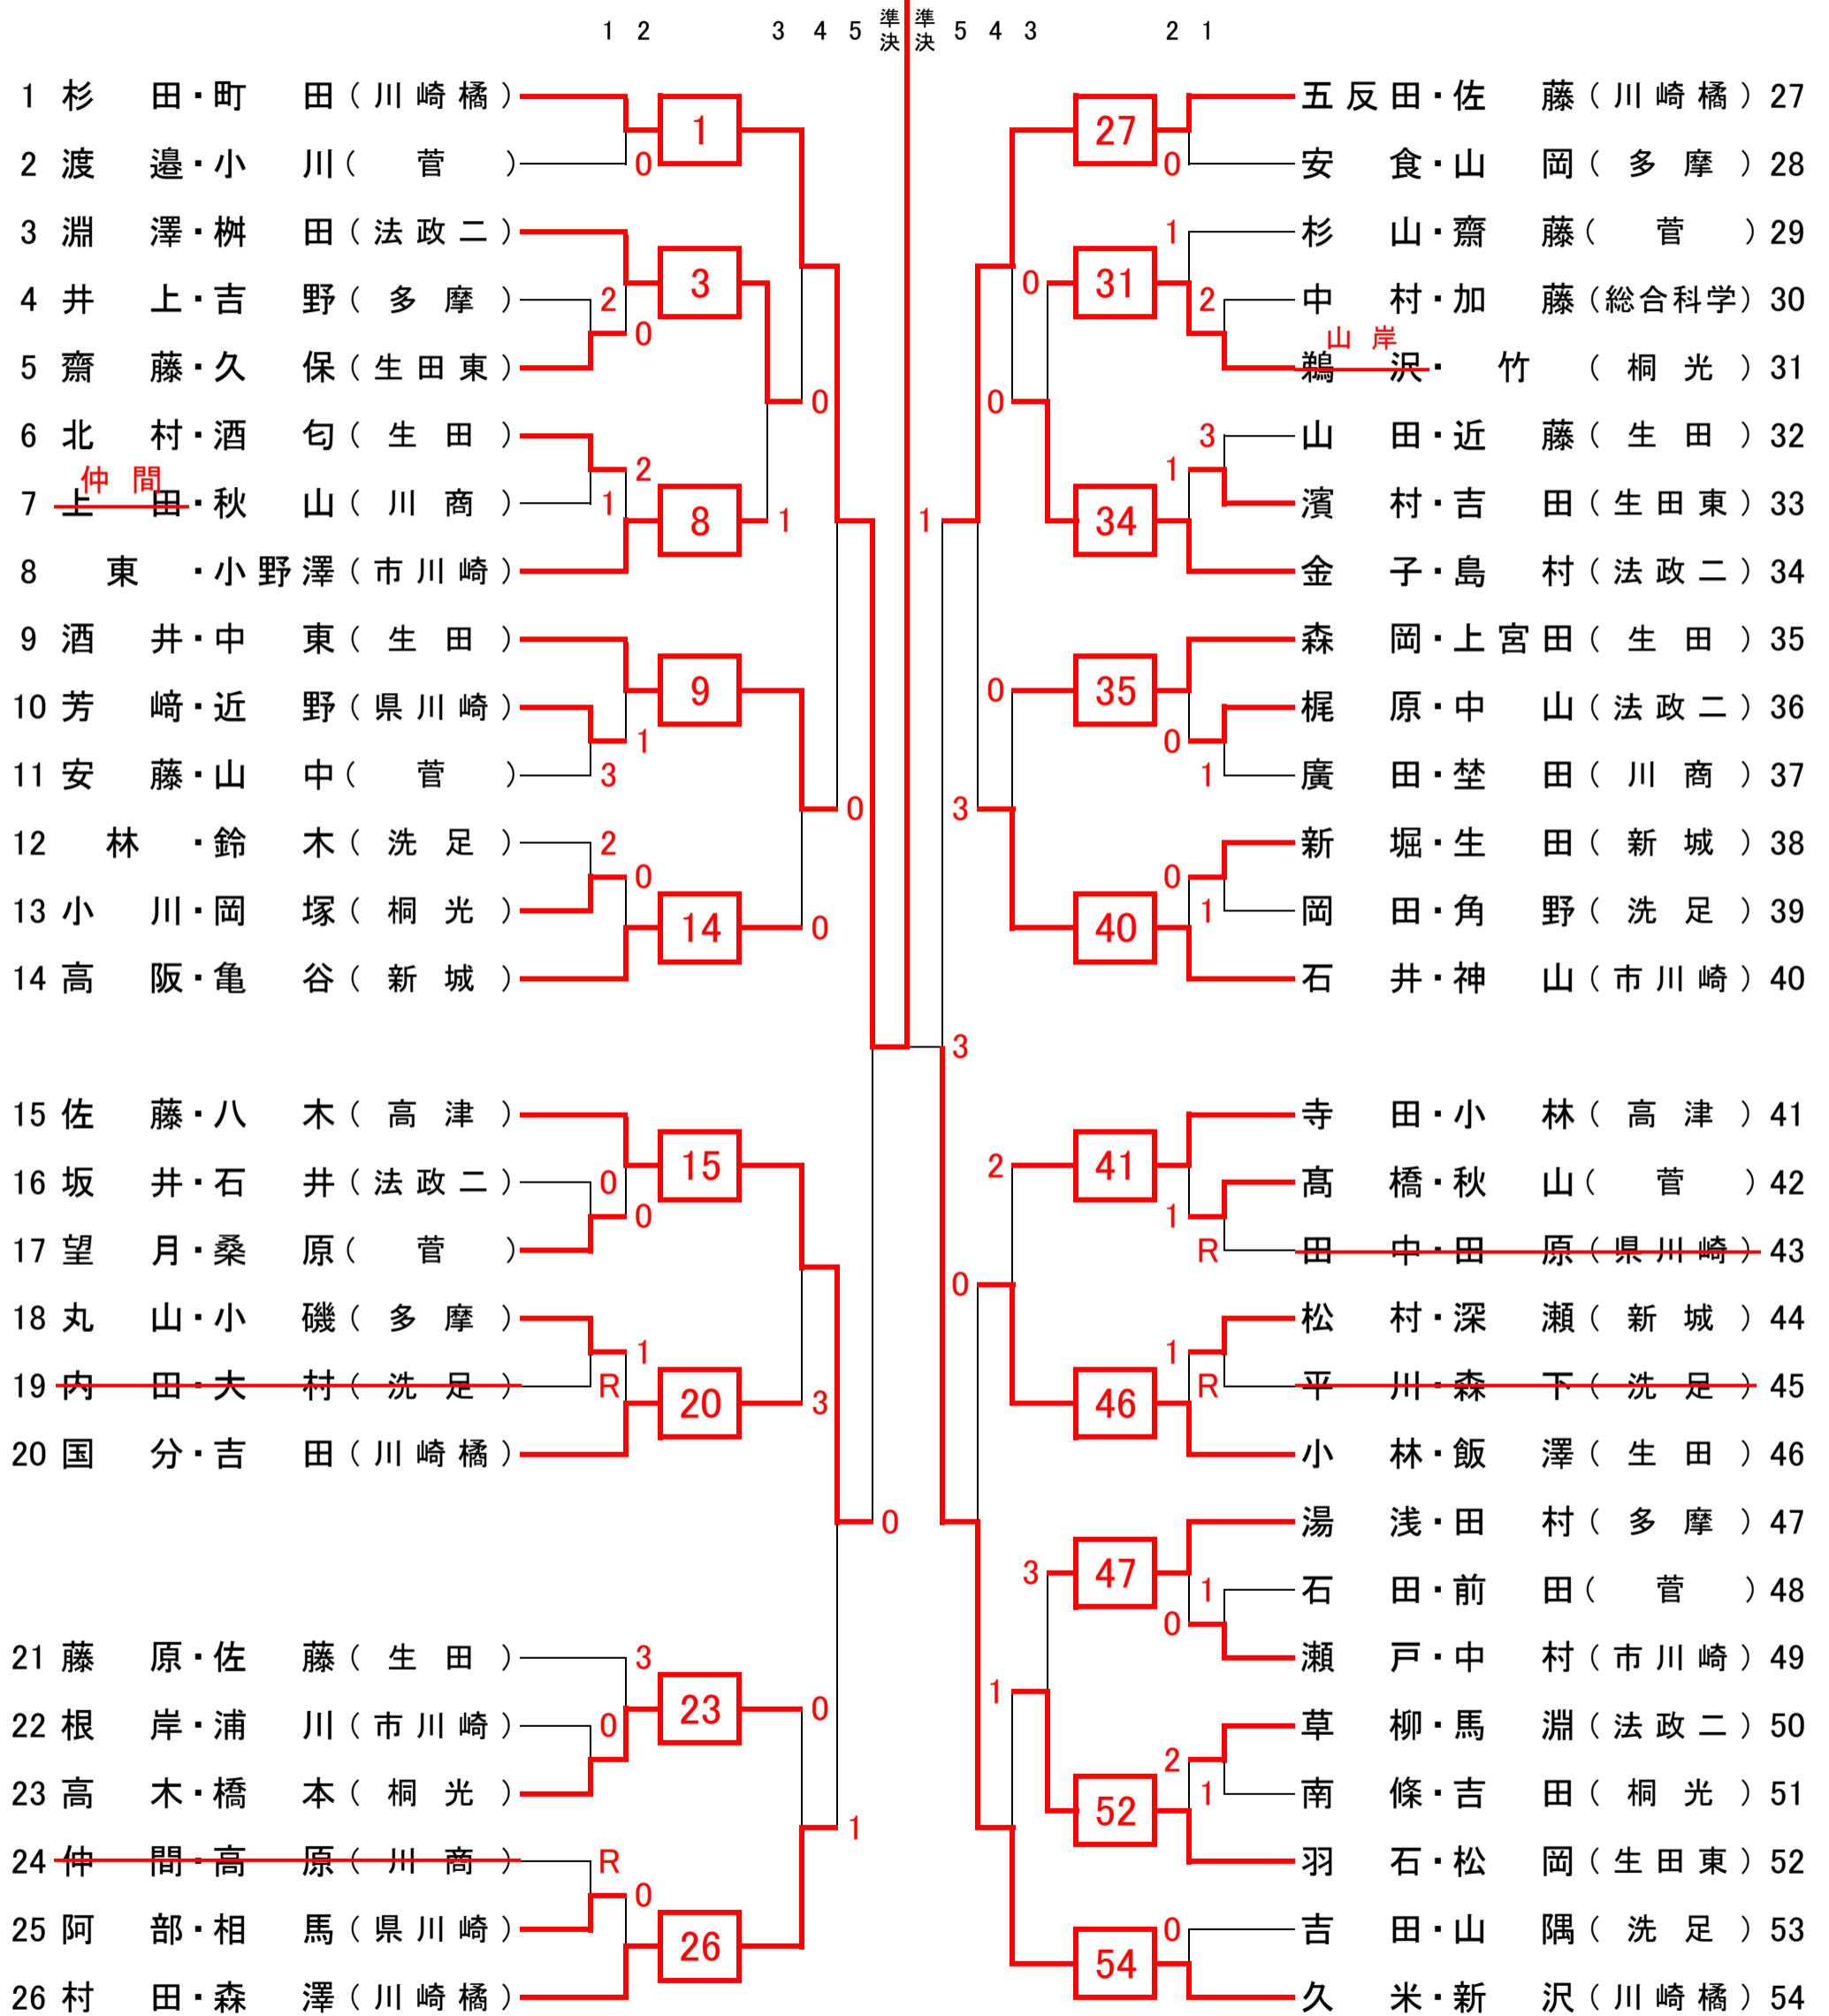 1 2 3 4 5 準決 準決 5 4 3 2 1
1 杉 田・町 田（川崎橘）
1
2 渡 邉・小 川（ 菅 ）
0
3 淵 澤・桝 田（法政二）
3
4 井 上・吉 野（多 摩）
2
0
5 齋 藤・久 保（生田東）
0
6 北 村・酒 匂（生 田）
2
仲 間
7 上 田・秋 山（川 商）
1
8
1
8 東 ・小野澤（市川崎）
9 酒 井・中 東（生 田）
9
10 芳 﨑・近 野（県川崎）
1
11 安 藤・山 中（ 菅 ）
3
0
12 林 ・鈴 木（洗 足）
2
0
13 小 川・岡 塚（桐 光）
14
0
14 高 阪・亀 谷（新 城）
15 佐 藤・八 木（高 津）
15
16 坂 井・石 井（法政二）
0
0
17 望 月・桑 原（ 菅 ）
18 丸 山・小 磯（多 摩）
1
19 内 田・大 村（洗 足）
R
20
3
20 国 分・吉 田（川崎橘）
0
21 藤 原・佐 藤（生 田）
3
23
0
22 根 岸・浦 川（市川崎）
0
23 高 木・橋 本（桐 光）
1
24 仲 間・高 原（川 商）
R
0
25 阿 部・相 馬（県川崎）
26
26 村 田・森 澤（川崎橘）
五反田・佐 藤（川崎橘）27
27
0
安 食・山 岡（多 摩）28
1
杉 山・齋 藤（ 菅 ）29
0
31
2
中 村・加 藤（総合科学）30
山 岸
鵜 沢・ 竹 （桐 光）31
0
3
山 田・近 藤（生 田）32
1
濱 村・吉 田（生田東）33
1
34
金 子・島 村（法政二）34
森 岡・上宮田（生 田）35
0
35
梶 原・中 山（法政二）36
0
1
廣 田・埜 田（川 商）37
3
新 堀・生 田（新 城）38
0
1
岡 田・角 野（洗 足）39
40
石 井・神 山（市川崎）40
3
寺 田・小 林（高 津）41
2
41
髙 橋・秋 山（ 菅 ）42
1
R
田 中・田 原（県川崎）43
0
松 村・深 瀬（新 城）44
1
R
平 川・森 下（洗 足）45
46
小 林・飯 澤（生 田）46
湯 浅・田 村（多 摩）47
3
47
1
石 田・前 田（ 菅 ）48
0
瀬 戸・中 村（市川崎）49
1
草 柳・馬 淵（法政二）50
2
1
南 條・吉 田（桐 光）51
52
羽 石・松 岡（生田東）52
0
吉 田・山 隅（洗 足）53
54
久 米・新 沢（川崎橘）54